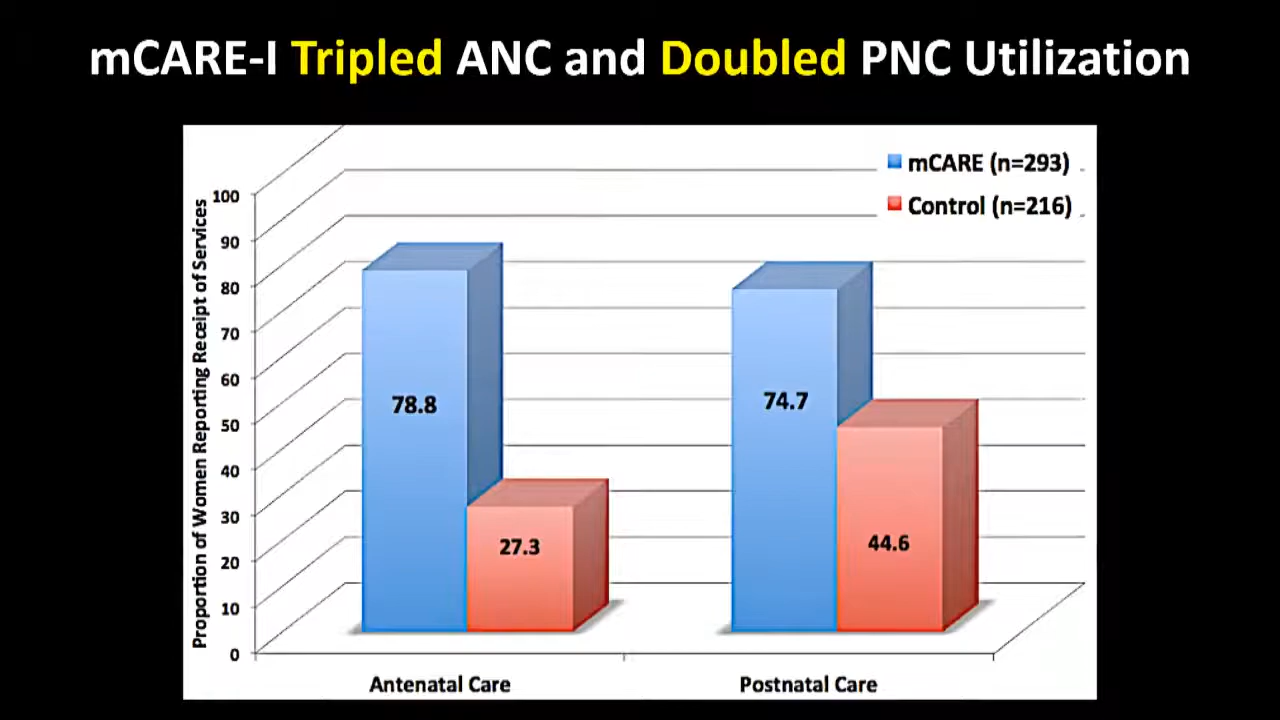 mCARE-I Tripled ANC and Doubled PNC Utilization
mCARE (n=293)
Control (n=216)
Proportion of Women Reporting Receipt of Services
100
90
80
70
60
50
40
30
20
10
0
78.8
27.3
74.7
44.6
Antenatal Care
Postnatal Care